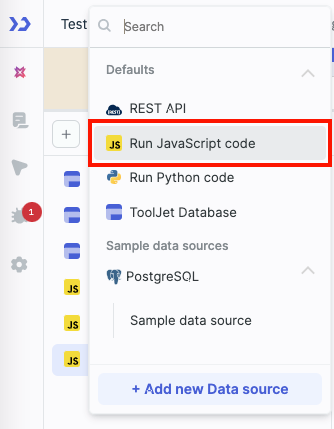 Test
Search
Defaults
REST API
JS Run JavaScript code
Run Python code
ToolJet Database
Sample data sources
PostgreSQL
Sample data source
+ Add new Data source
+
1
JS
JS
JS